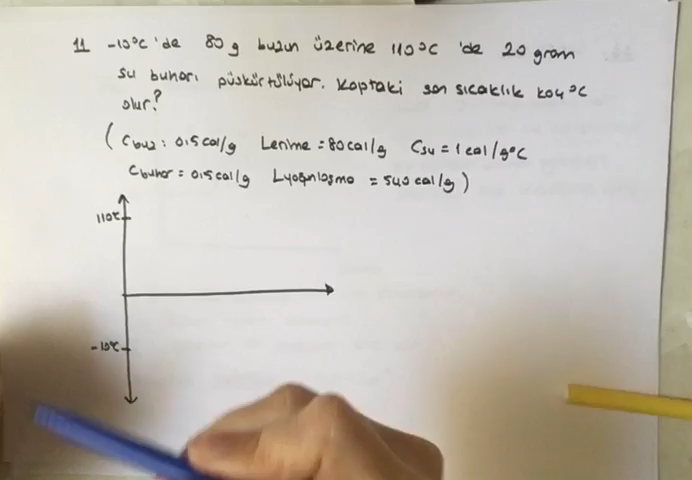 11 -10°C 'de 80 g buzun üzerine 110°C 'de 20 gram
su buharı püskürtülüyor. Kaptaki son sıcaklık kaç °C
olur?
( Cbuz : 0,5 cal/g Lerime = 80 cal/g Csu = 1 cal/g°C
Cbuhar = 0,5 cal/g Lyoğunlaşma = 540 cal/g )
110°C
-10°C